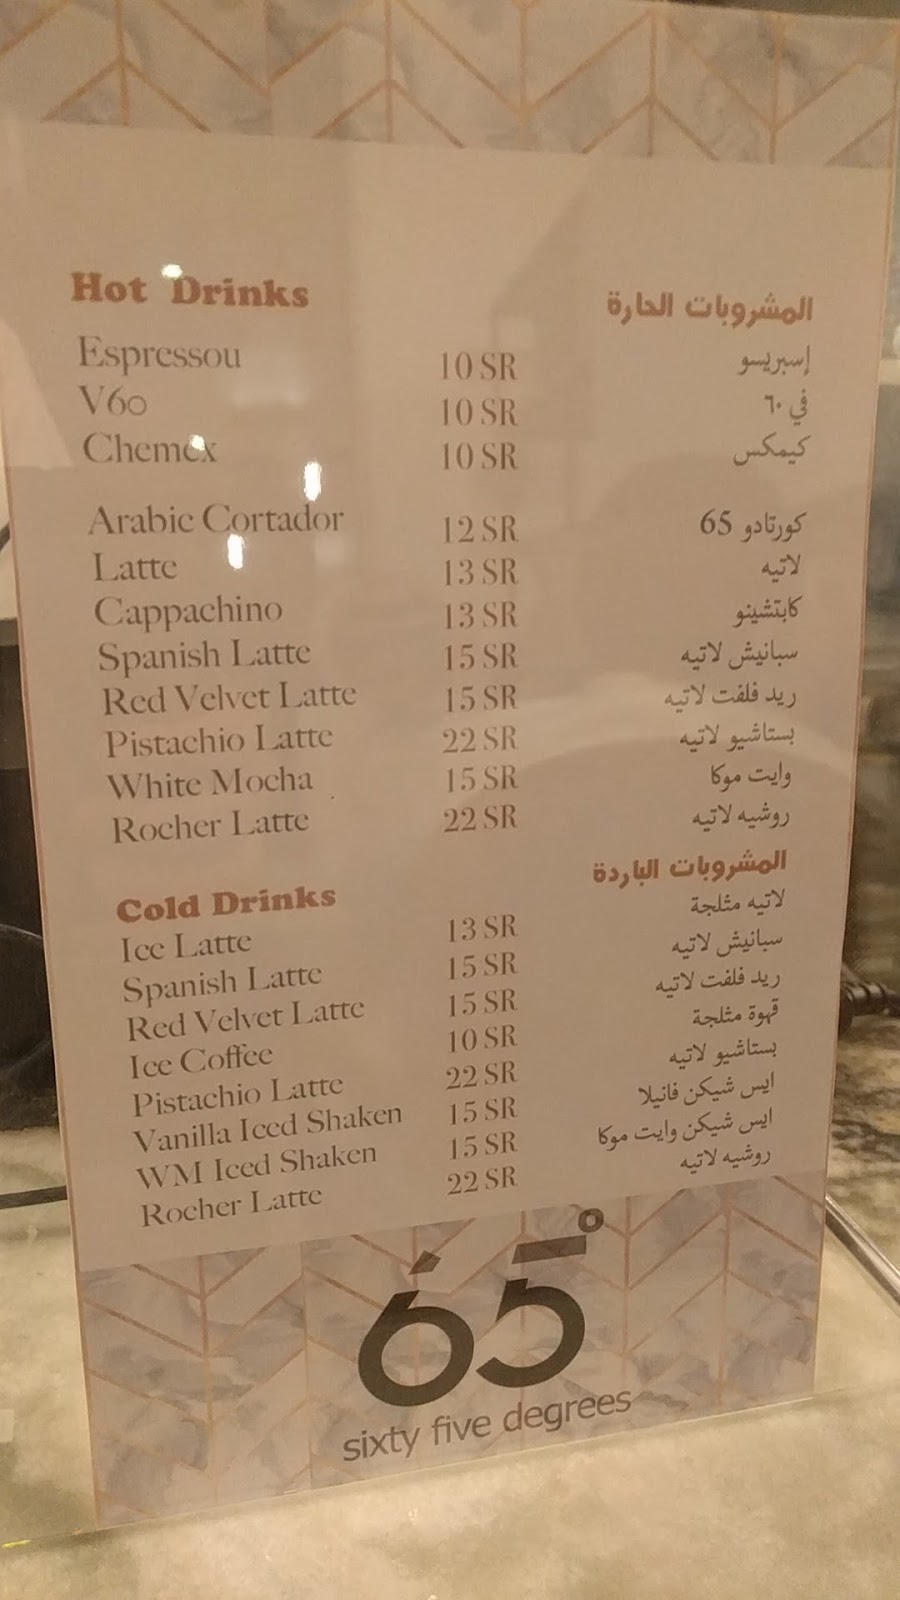 Hot Drinks المشروبات الحارة
Espressou 10 SR إسبريسو
V60 10 SR في ٦٠
Chemex 10 SR كيمكس
Arabic Cortador 12 SR كورتادو 65
Latte 13 SR لاتيه
Cappachino 13 SR كابتشينو
Spanish Latte 15 SR سبانيش لاتيه
Red Velvet Latte 15 SR ريد فلفت لاتيه
Pistachio Latte 22 SR بستاشيو لاتيه
White Mocha 15 SR وايت موكا
Rocher Latte 22 SR روشيه لاتيه
Cold Drinks المشروبات الباردة
Ice Latte 13 SR لاتيه مثلجة
Spanish Latte 15 SR سبانيش لاتيه
Red Velvet Latte 15 SR ريد فلفت لاتيه
Ice Coffee 10 SR قهوة مثلجة
Pistachio Latte 22 SR بستاشيو لاتيه
Vanilla Iced Shaken 15 SR ايس شيكن فانيلا
WM Iced Shaken 15 SR ايس شيكن وايت موكا
Rocher Latte 22 SR روشيه لاتيه
65°
sixty five degrees